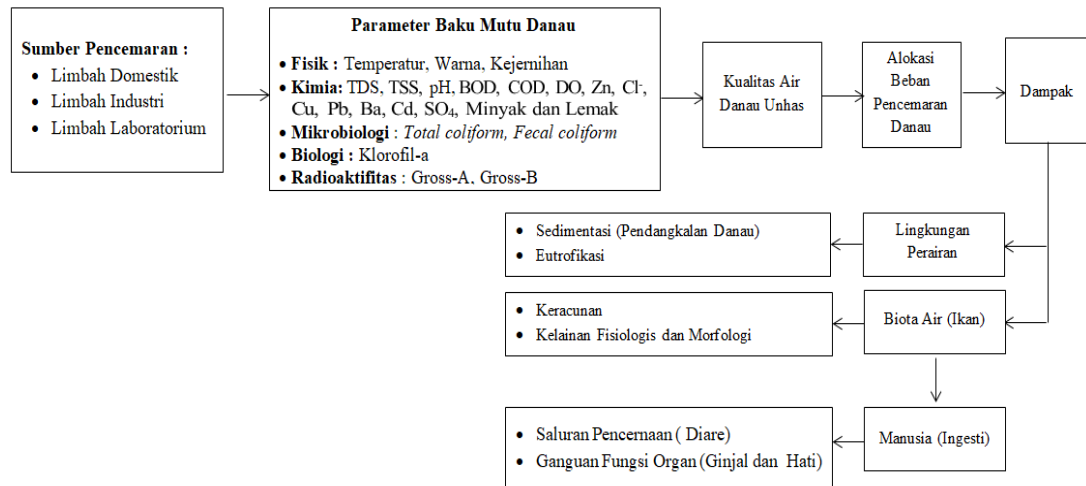 Sumber Pencemaran :
• Limbah Domestik
• Limbah Industri
• Limbah Laboratorium
Parameter Baku Mutu Danau
• Fisik : Temperatur, Warna, Kejernihan
• Kimia: TDS, TSS, pH, BOD, COD, DO, Zn, Cl⁻,
Cu, Pb, Ba, Cd, SO₄, Minyak dan Lemak
• Mikrobiologi : Total coliform, Fecal coliform
• Biologi : Klorofil-a
• Radioaktifitas : Gross-A, Gross-B
Kualitas Air
Danau Unhas
Alokasi
Beban
Pencemaran
Danau
Dampak
• Sedimentasi (Pendangkalan Danau)
• Eutrofikasi
Lingkungan
Perairan
• Keracunan
• Kelainan Fisiologis dan Morfologi
Biota Air (Ikan)
• Saluran Pencernaan ( Diare)
• Ganguan Fungsi Organ (Ginjal dan Hati)
Manusia (Ingesti)